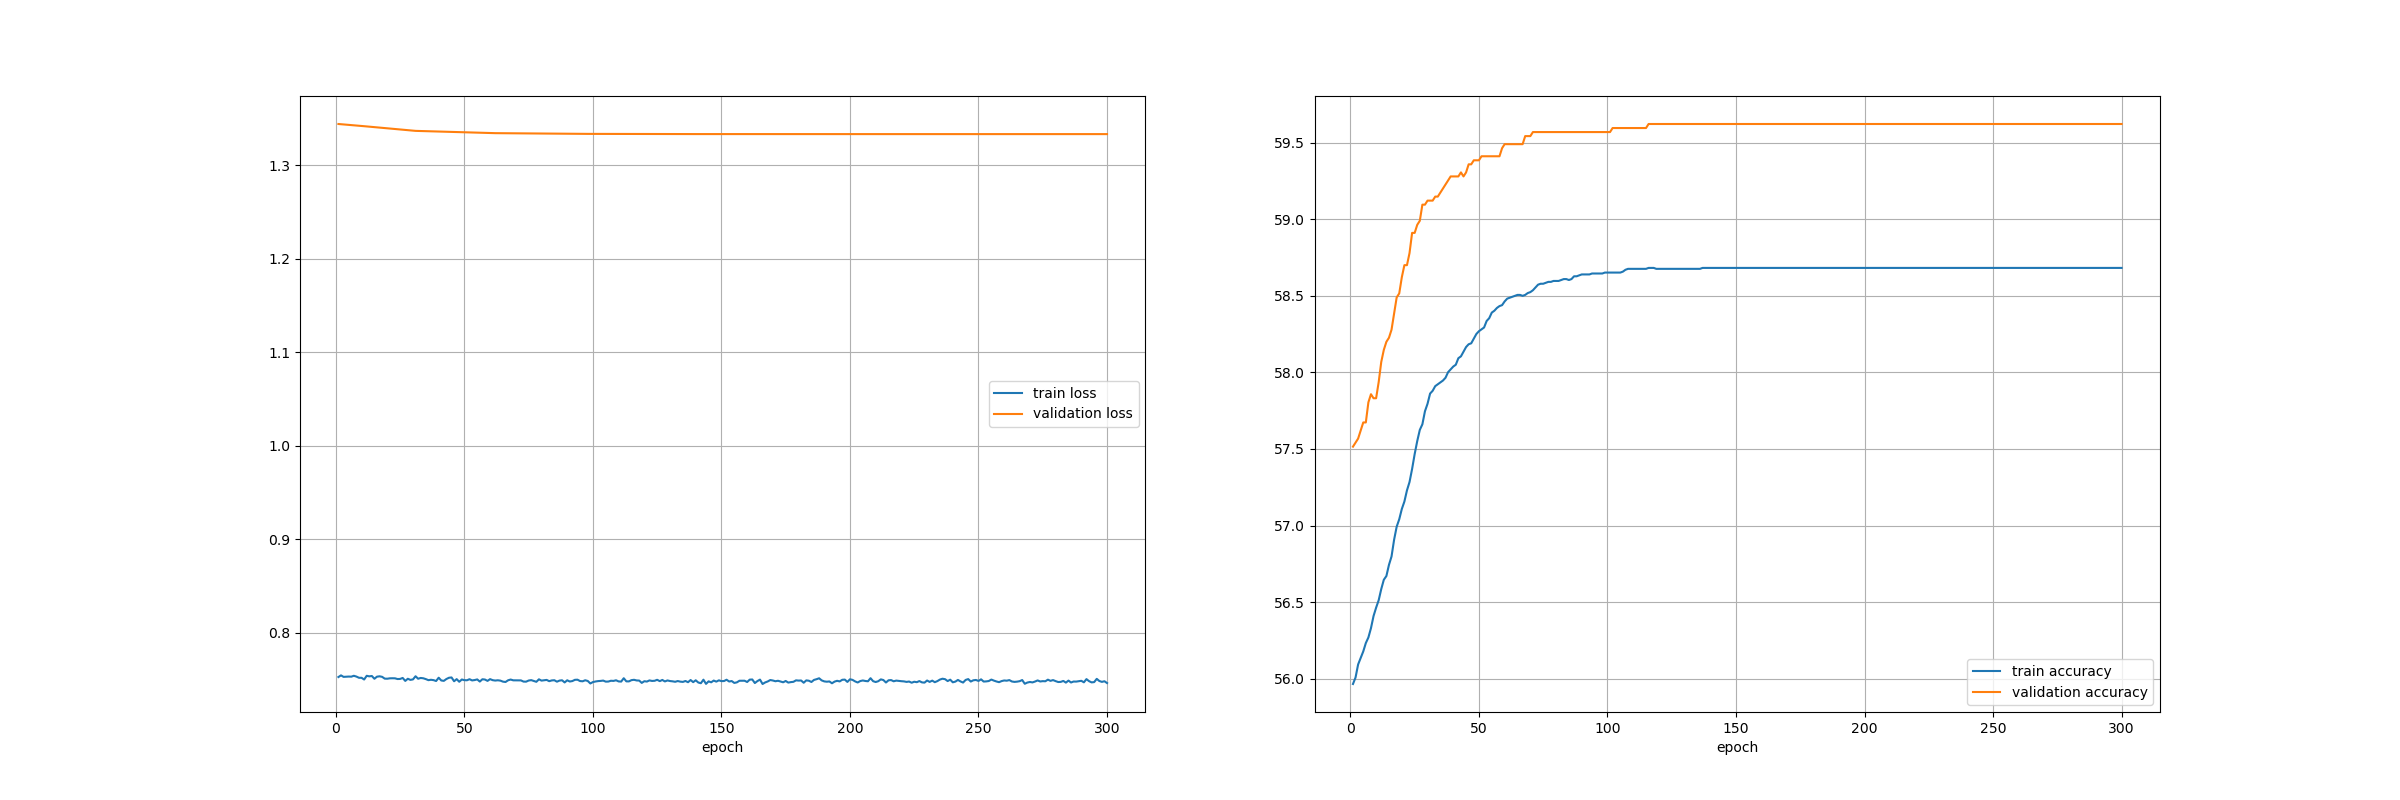 1.3
1.2
1.1
1.0
0.9
0.8
train loss
validation loss
0 50 100 150 200 250 300
epoch
59.5
59.0
58.5
58.0
57.5
57.0
56.5
56.0
train accuracy
validation accuracy
0 50 100 150 200 250 300
epoch